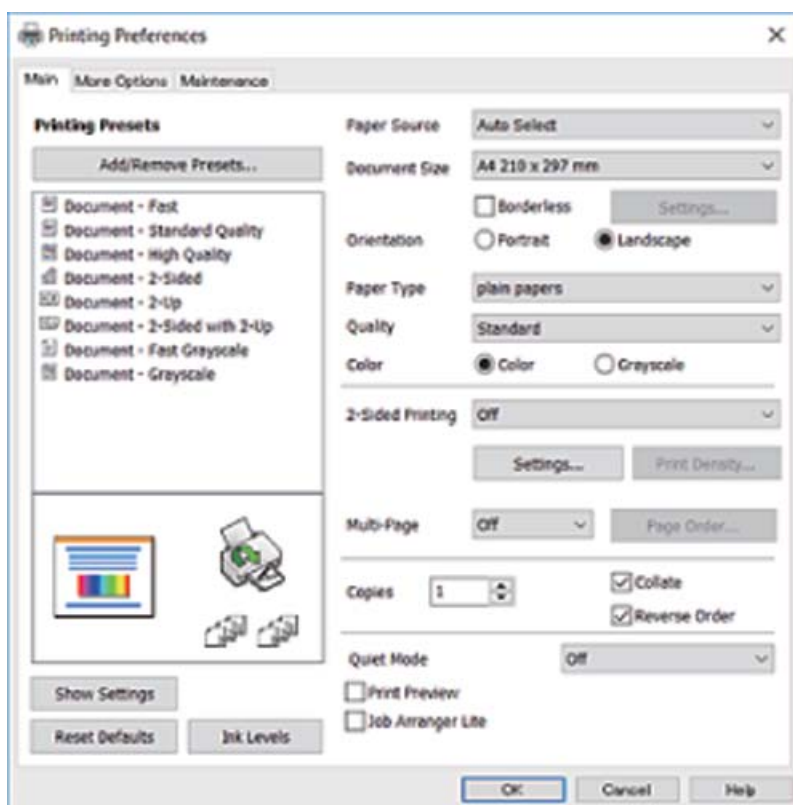 Printing Preferences
Main More Options Maintenance
Printing Presets
Add/Remove Presets...
Document - Fast
Document - Standard Quality
Document - High Quality
Document - 2-Sided
Document - 2-Up
Document - 2-Sided with 2-Up
Document - Fast Grayscale
Document - Grayscale
Show Settings
Reset Defaults Ink Levels
Paper Source Auto Select
Document Size A4 210 x 297 mm
Borderless Settings...
Orientation Portrait Landscape
Paper Type plain papers
Quality Standard
Color Color Grayscale
2-Sided Printing Off
Settings... Print Density...
Multi-Page Off Page Order...
Copies 1 Collate
Reverse Order
Quiet Mode Off
Print Preview
Job Arranger Lite
OK Cancel Help